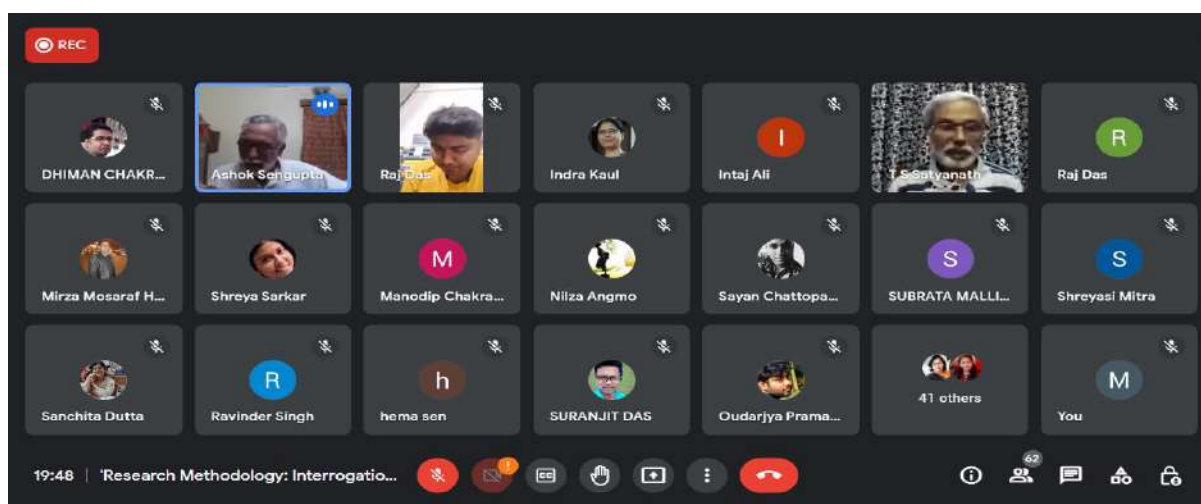 REC
DHIMAN CHAKR...
Ashok Sengupta
Raj Das
Indra Kaul
I
Intaj Ali
T S Satyanath
R
Raj Das
Mirza Mosaraf H...
Shreya Sarkar
M
Manodip Chakra...
Nilza Angmo
Sayan Chattopa...
S
SUBRATA MALLI...
S
Shreyasi Mitra
Sanchita Dutta
R
Ravinder Singh
h
hema sen
SURANJIT DAS
Oudarjya Prama...
41 others
M
You
19:48 | 'Research Methodology: Interrogatio...
CC
62